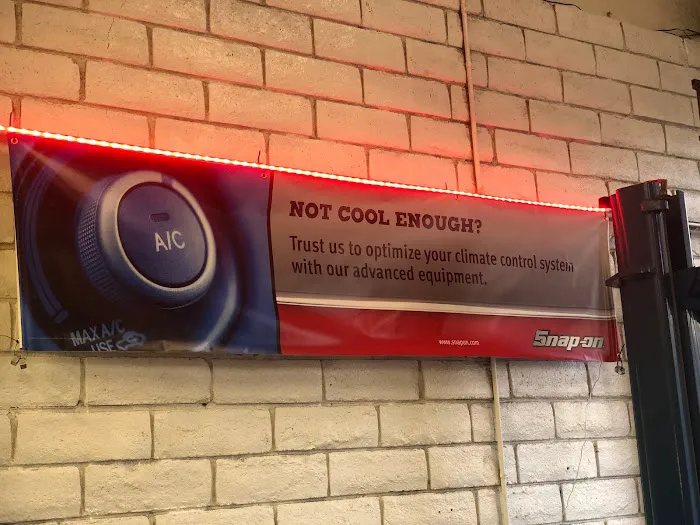 A/C
MAX A/C
USE
NOT COOL ENOUGH?
Trust us to optimize your climate control system
with our advanced equipment.
www.snapon.com
Snap-on